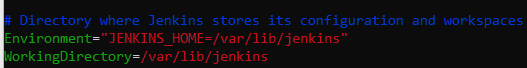 # Directory where Jenkins stores its configuration and workspaces
Environment="JENKINS_HOME=/var/lib/jenkins"
WorkingDirectory=/var/lib/jenkins